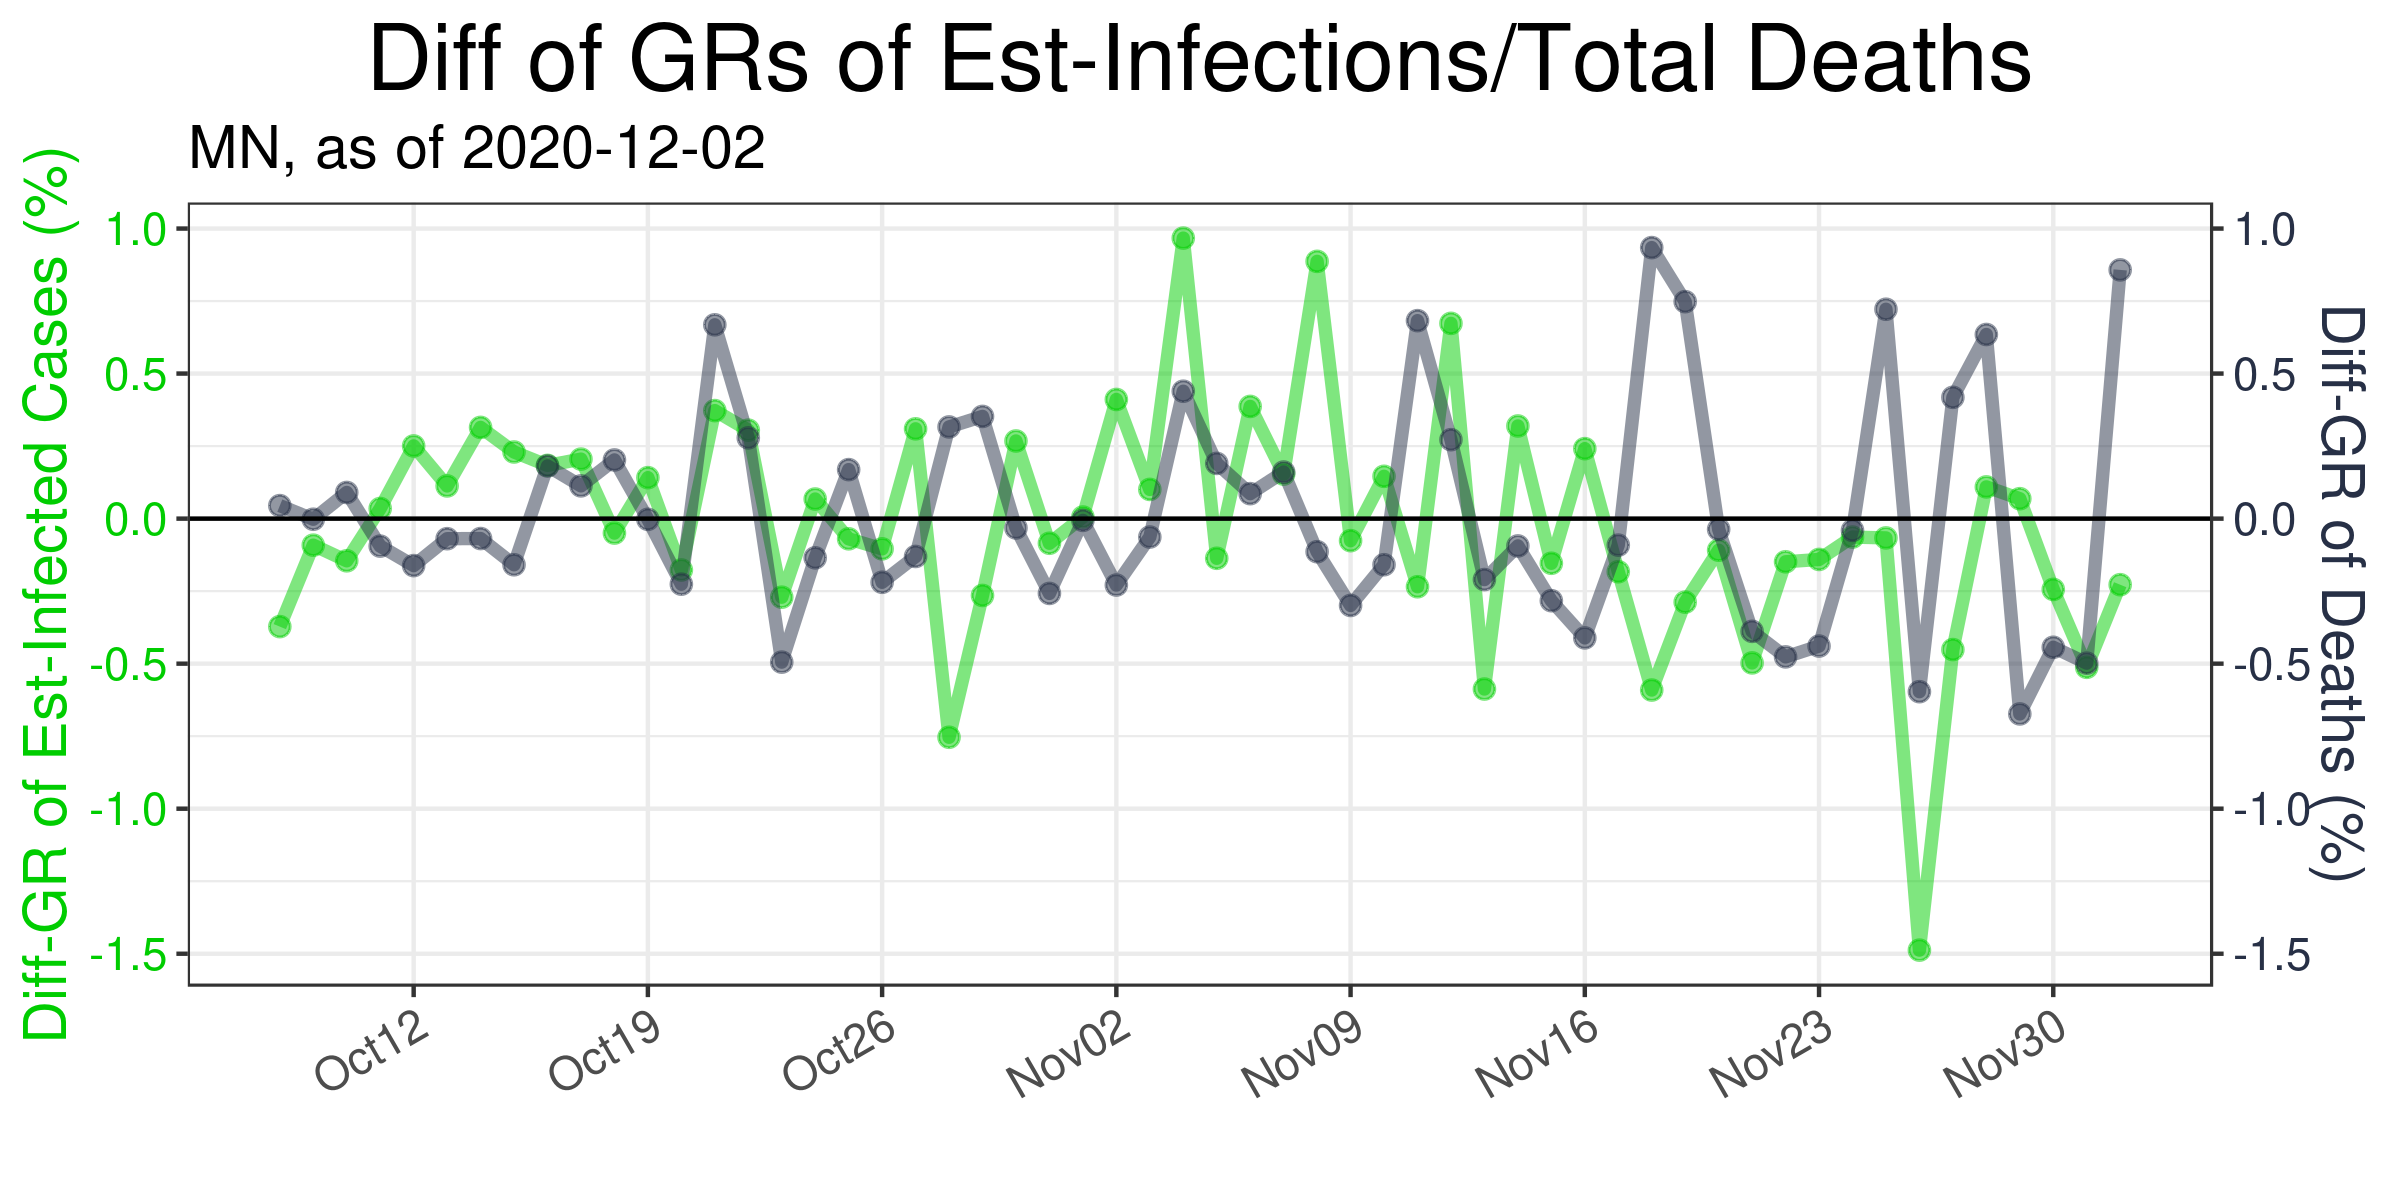 Diff of GRs of Est-Infections/Total Deaths
MN, as of 2020-12-02
Diff-GR of Est-Infected Cases (%)
1.0
0.5
0.0
-0.5
-1.0
-1.5
1.0
0.5
0.0
-0.5
-1.0
-1.5
Diff-GR of Deaths (%)
Oct12 Oct19 Oct26 Nov02 Nov09 Nov16 Nov23 Nov30